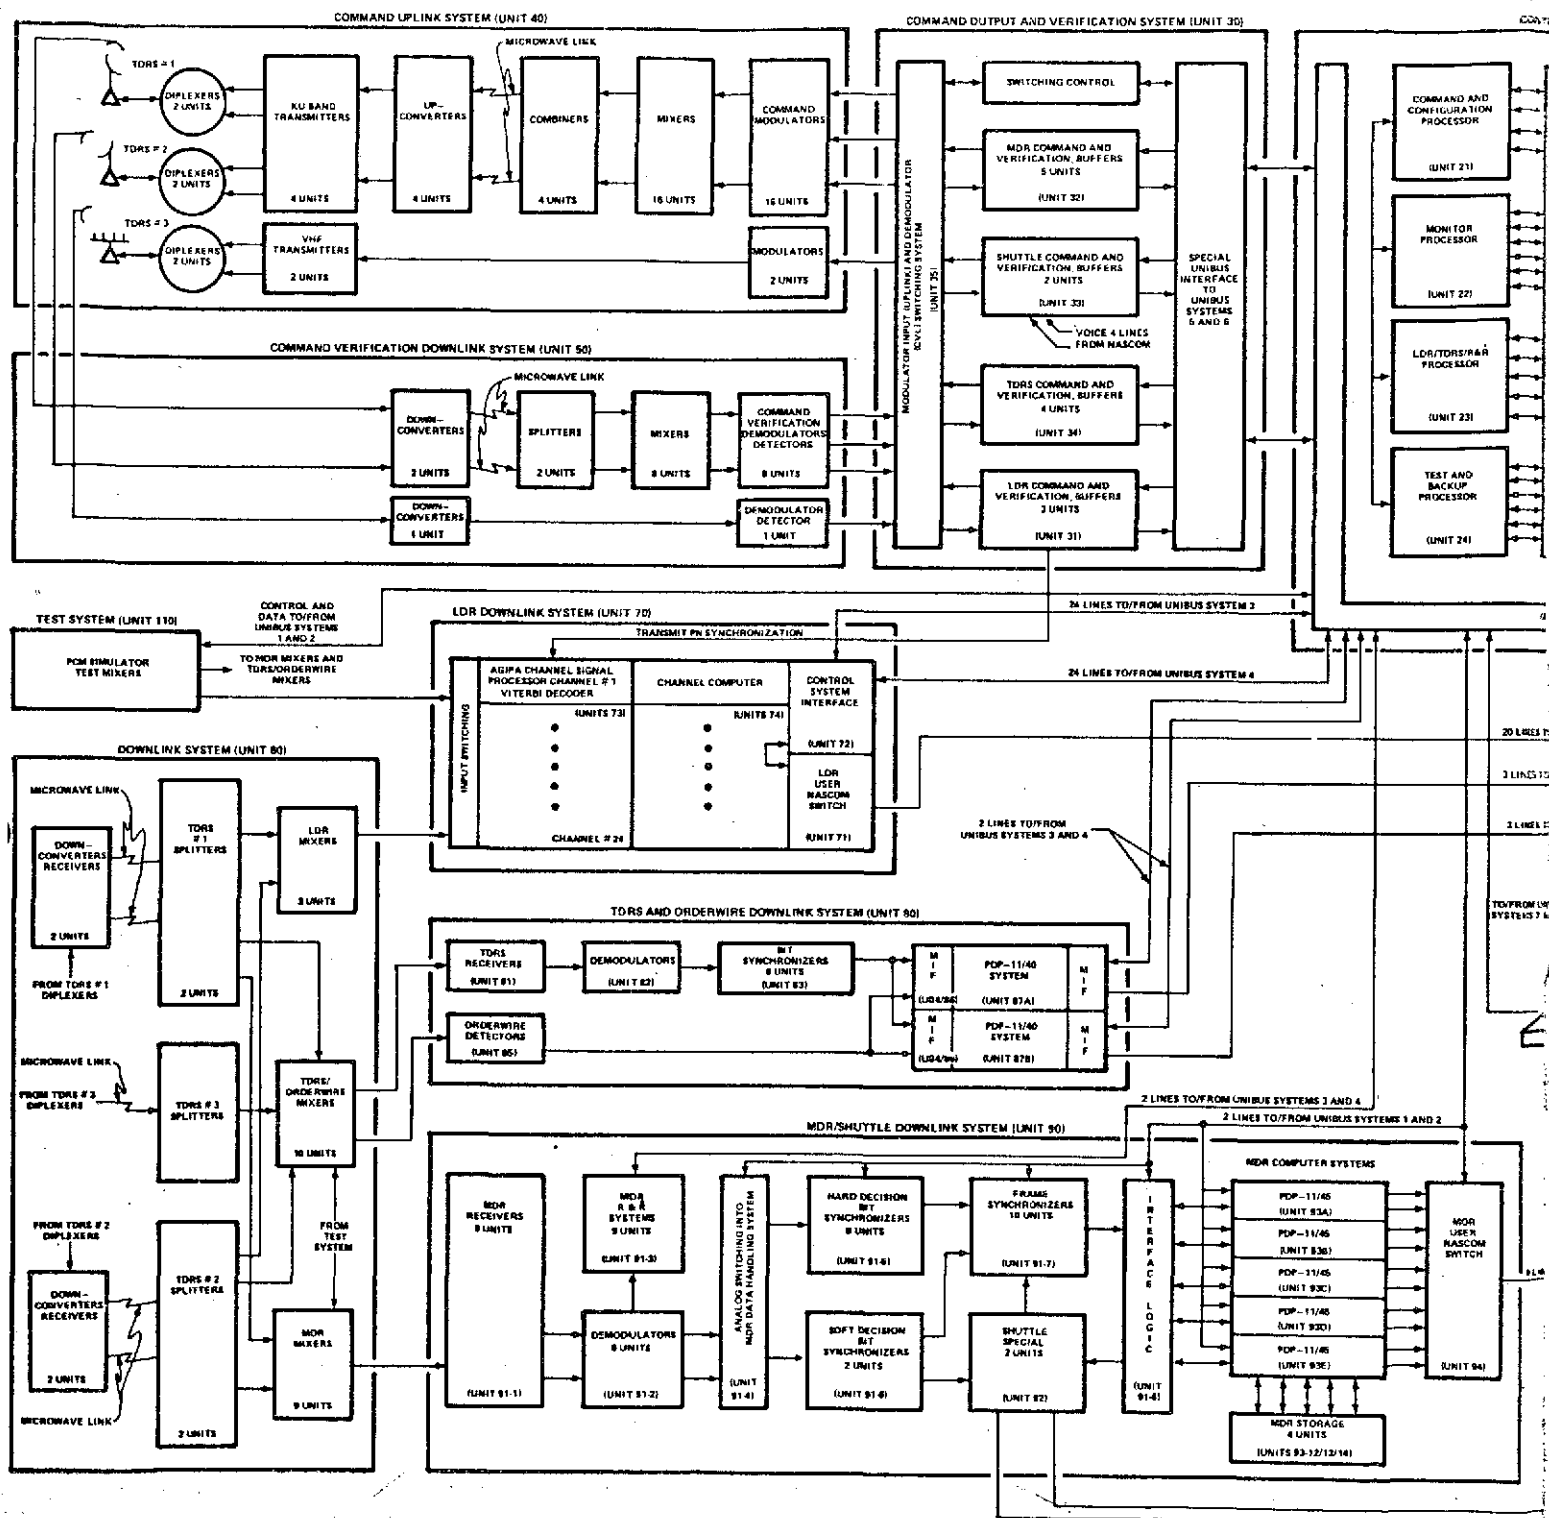 COMMAND UPLINK SYSTEM (UNIT 40)
TDRS # 1
DIPLEXERS
2 UNITS
TDRS # 2
DIPLEXERS
2 UNITS
TDRS # 3
DIPLEXERS
2 UNITS
KU BAND
TRANSMITTERS
4 UNITS
VHF
TRANSMITTERS
2 UNITS
UP-
CONVERTERS
4 UNITS
MICROWAVE LINK
COMBINERS
4 UNITS
MIXERS
16 UNITS
COMMAND
MODULATORS
16 UNITS
MODULATORS
2 UNITS
COMMAND OUTPUT AND VERIFICATION SYSTEM (UNIT 30)
MODULATOR INPUT (UPLINK) AND DEMODULATOR
(CVL) SWITCHING SYSTEM
(UNIT 35)
SWITCHING CONTROL
MDR COMMAND AND
VERIFICATION, BUFFERS
5 UNITS
(UNIT 32)
SHUTTLE COMMAND AND
VERIFICATION, BUFFERS
2 UNITS
(UNIT 33)
VOICE 4 LINES
FROM NASCOM
TDRS COMMAND AND
VERIFICATION, BUFFERS
4 UNITS
(UNIT 34)
LDR COMMAND AND
VERIFICATION, BUFFERS
3 UNITS
(UNIT 31)
SPECIAL
UNIBUS
INTERFACE
TO
UNIBUS
SYSTEMS
5 AND 6
COMMAND AND
CONFIGURATION
PROCESSOR
(UNIT 21)
MONITOR
PROCESSOR
(UNIT 22)
LDR/TDRS/R&R
PROCESSOR
(UNIT 23)
TEST AND
BACKUP
PROCESSOR
(UNIT 24)
COMMAND VERIFICATION DOWNLINK SYSTEM (UNIT 50)
MICROWAVE LINK
DOWN-
CONVERTERS
2 UNITS
SPLITTERS
2 UNITS
MIXERS
8 UNITS
COMMAND
VERIFICATION
DEMODULATORS
DETECTORS
8 UNITS
DOWN-
CONVERTERS
1 UNIT
DEMODULATOR
DETECTOR
1 UNIT
TEST SYSTEM (UNIT 110)
PCM SIMULATOR
TEST MIXERS
CONTROL AND
DATA TO/FROM
UNIBUS SYSTEMS
1 AND 2
TO MDR MIXERS AND
TDRS/ORDERWIRE
MIXERS
LDR DOWNLINK SYSTEM (UNIT 70)
TRANSMIT PN SYNCHRONIZATION
24 LINES TO/FROM UNIBUS SYSTEM 3
24 LINES TO/FROM UNIBUS SYSTEM 4
INPUT SWITCHING
AGIPA CHANNEL SIGNAL
PROCESSOR CHANNEL # 1
VITERBI DECODER
(UNITS 73)
CHANNEL # 24
CHANNEL COMPUTER
(UNITS 74)
CONTROL
SYSTEM
INTERFACE
(UNIT 72)
LDR
USER
NASCOM
SWITCH
(UNIT 71)
2 LINES TO/FROM
UNIBUS SYSTEMS 3 AND 4
DOWNLINK SYSTEM (UNIT 60)
MICROWAVE LINK
DOWN-
CONVERTERS
RECEIVERS
2 UNITS
FROM TDRS # 1
DIPLEXERS
TDRS
# 1
SPLITTERS
2 UNITS
LDR
MIXERS
3 UNITS
MICROWAVE LINK
FROM TDRS # 3
DIPLEXERS
TDRS # 3
SPLITTERS
TDRS/
ORDERWIRE
MIXERS
10 UNITS
FROM TDRS # 2
DIPLEXERS
DOWN-
CONVERTERS
RECEIVERS
2 UNITS
MICROWAVE LINK
TDRS # 2
SPLITTERS
2 UNITS
FROM
TEST
SYSTEM
MDR
MIXERS
9 UNITS
TDRS AND ORDERWIRE DOWNLINK SYSTEM (UNIT 80)
TDRS
RECEIVERS
(UNIT 81)
DEMODULATORS
(UNIT 82)
BIT
SYNCHRONIZERS
6 UNITS
(UNIT 83)
ORDERWIRE
DETECTORS
(UNIT 85)
MIF
PDP-11/40
SYSTEM
(UNIT 87A)
MIF
MIF
PDP-11/40
SYSTEM
(UNIT 87B)
MIF
2 LINES TO/FROM UNIBUS SYSTEMS 3 AND 4
2 LINES TO/FROM UNIBUS SYSTEMS 1 AND 2
MDR/SHUTTLE DOWNLINK SYSTEM (UNIT 90)
MDR
RECEIVERS
(UNIT 91-1)
MDR
R & R
SYSTEMS
9 UNITS
(UNIT 91-3)
DEMODULATORS
(UNIT 91-2)
ANALOG SWITCHING INTO
MDR DATA HANDLING SYSTEM
(UNIT
91-4)
HARD DECISION
BIT
SYNCHRONIZERS
SOFT DECISION
BIT
SYNCHRONIZERS
2 UNITS
FRAME
SYNCHRONIZERS
10 UNITS
(UNIT 91-7)
SHUTTLE
SPECIAL
2 UNITS
(UNIT 92)
INTERFACE LOGIC
MDR COMPUTER SYSTEMS
PDP-11/45
(UNIT 93A)
PDP-11/45
(UNIT 93B)
PDP-11/45
(UNIT 93C)
PDP-11/45
(UNIT 93D)
PDP-11/45
(UNIT 93E)
MDR STORAGE
4 UNITS
(UNITS 93-12/13/14)
MDR
USER
NASCOM
SWITCH
(UNIT 94)